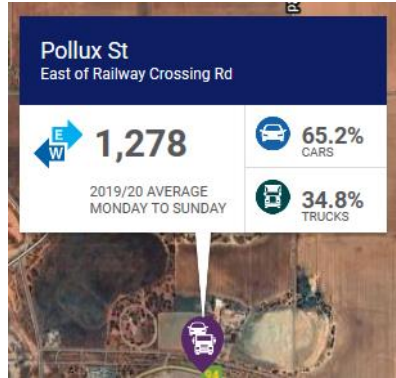 Pollux St
East of Railway Crossing Rd
E
W
1,278
2019/20 AVERAGE
MONDAY TO SUNDAY
65.2%
CARS
34.8%
TRUCKS